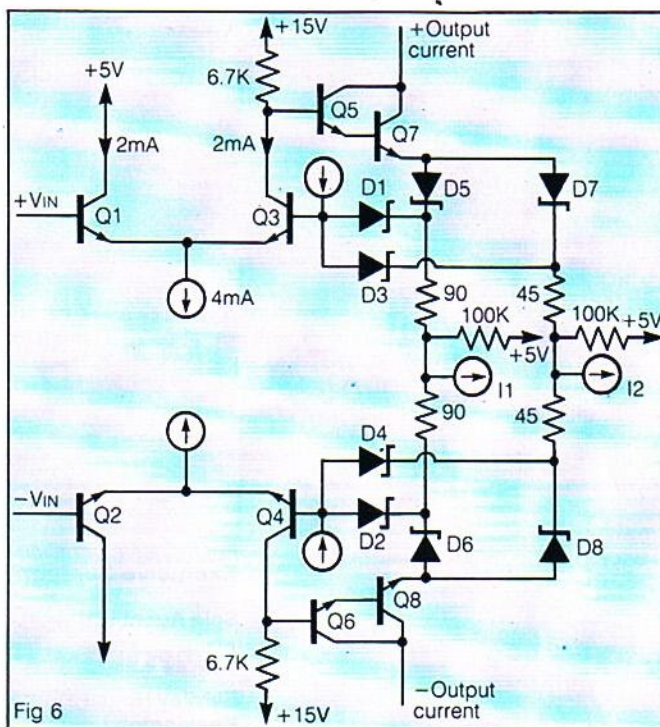 +15V
+Output
current
6.7K
+5V
Q5
Q7
2mA
2mA
D1
D5
D7
+VIN
Q1
Q3
D3
4mA
90
45
100K
100K
+5V
+5V
I1
I2
90
45
D4
−VIN
Q2
Q4
D2
D6
D8
Q8
Q6
6.7K
−Output
current
Fig 6
+15V